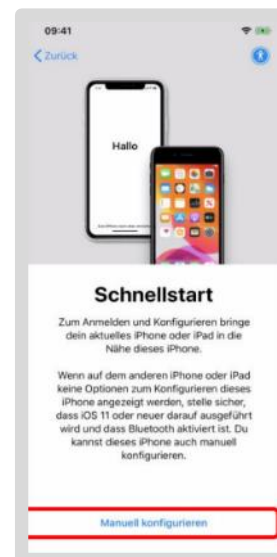 09:41
Zurück
Hallo
Schnellstart
Zum Anmelden und Konfigurieren bringe
dein aktuelles iPhone oder iPad in die
Nähe dieses iPhone.
Wenn auf dem anderen iPhone oder iPad
keine Optionen zum Konfigurieren dieses
iPhone angezeigt werden, stelle sicher,
dass iOS 11 oder neuer darauf ausgeführt
wird und dass Bluetooth aktiviert ist. Du
kannst dieses iPhone auch manuell
konfigurieren.
Manuell konfigurieren